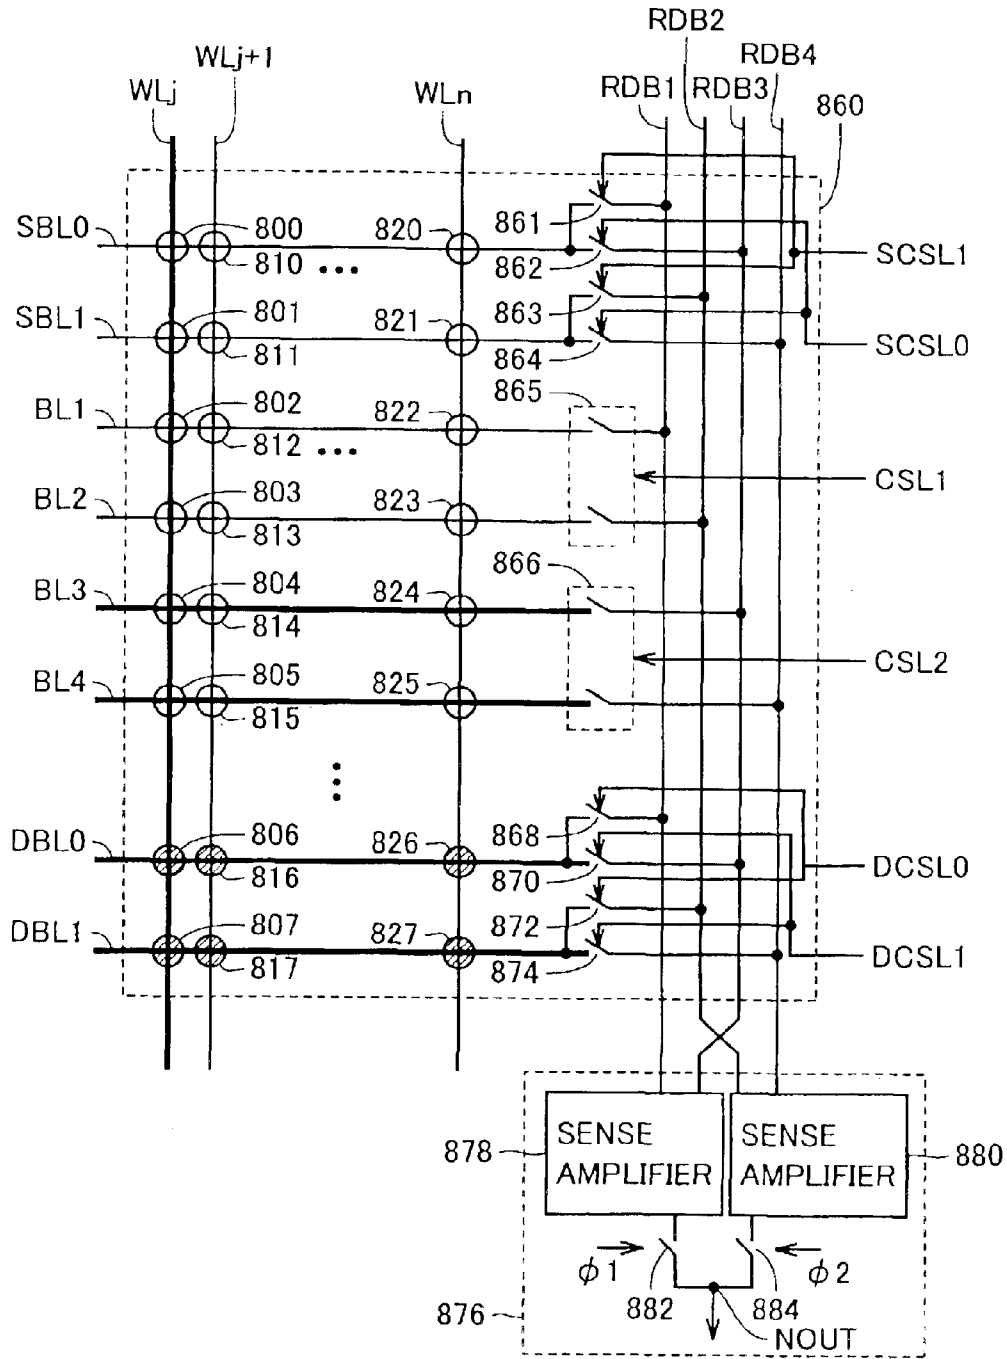 RDB2
WLj+1
RDB4
WLj
WLn
RDB1
RDB3
860
861
SBL0
800
820
862
SCSL1
810
...
863
SBL1
801
821
864
SCSL0
811
865
BL1
802
822
812
...
CSL1
BL2
803
823
813
866
BL3
804
824
814
CSL2
BL4
805
825
815
868
DBL0
806
826
870
DCSL0
816
872
DBL1
807
827
874
DCSL1
817
SENSE
AMPLIFIER
SENSE
AMPLIFIER
878
880
ϕ1
ϕ2
882
884
876
NOUT